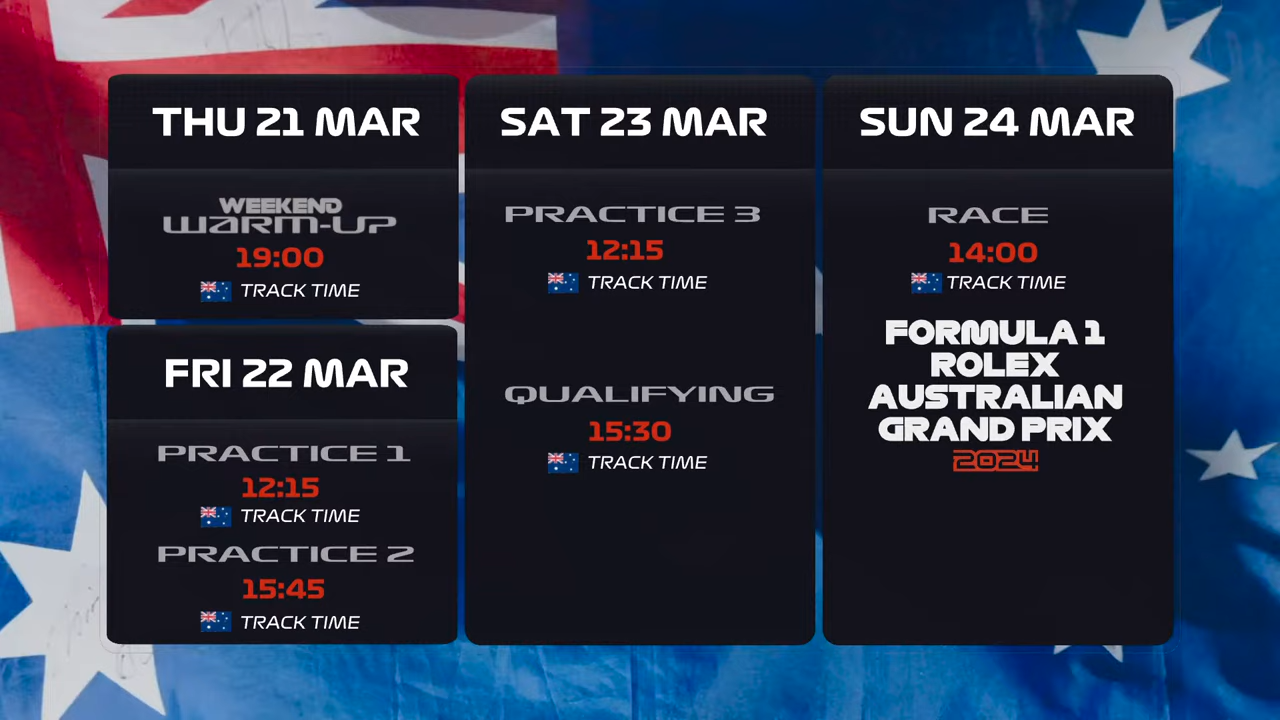 THU 21 MAR
WEEKEND
WARM-UP
19:00
TRACK TIME
FRI 22 MAR
PRACTICE 1
12:15
TRACK TIME
PRACTICE 2
15:45
TRACK TIME
SAT 23 MAR
PRACTICE 3
12:15
TRACK TIME
QUALIFYING
15:30
TRACK TIME
SUN 24 MAR
RACE
14:00
TRACK TIME
FORMULA 1
ROLEX
AUSTRALIAN
GRAND PRIX
2024